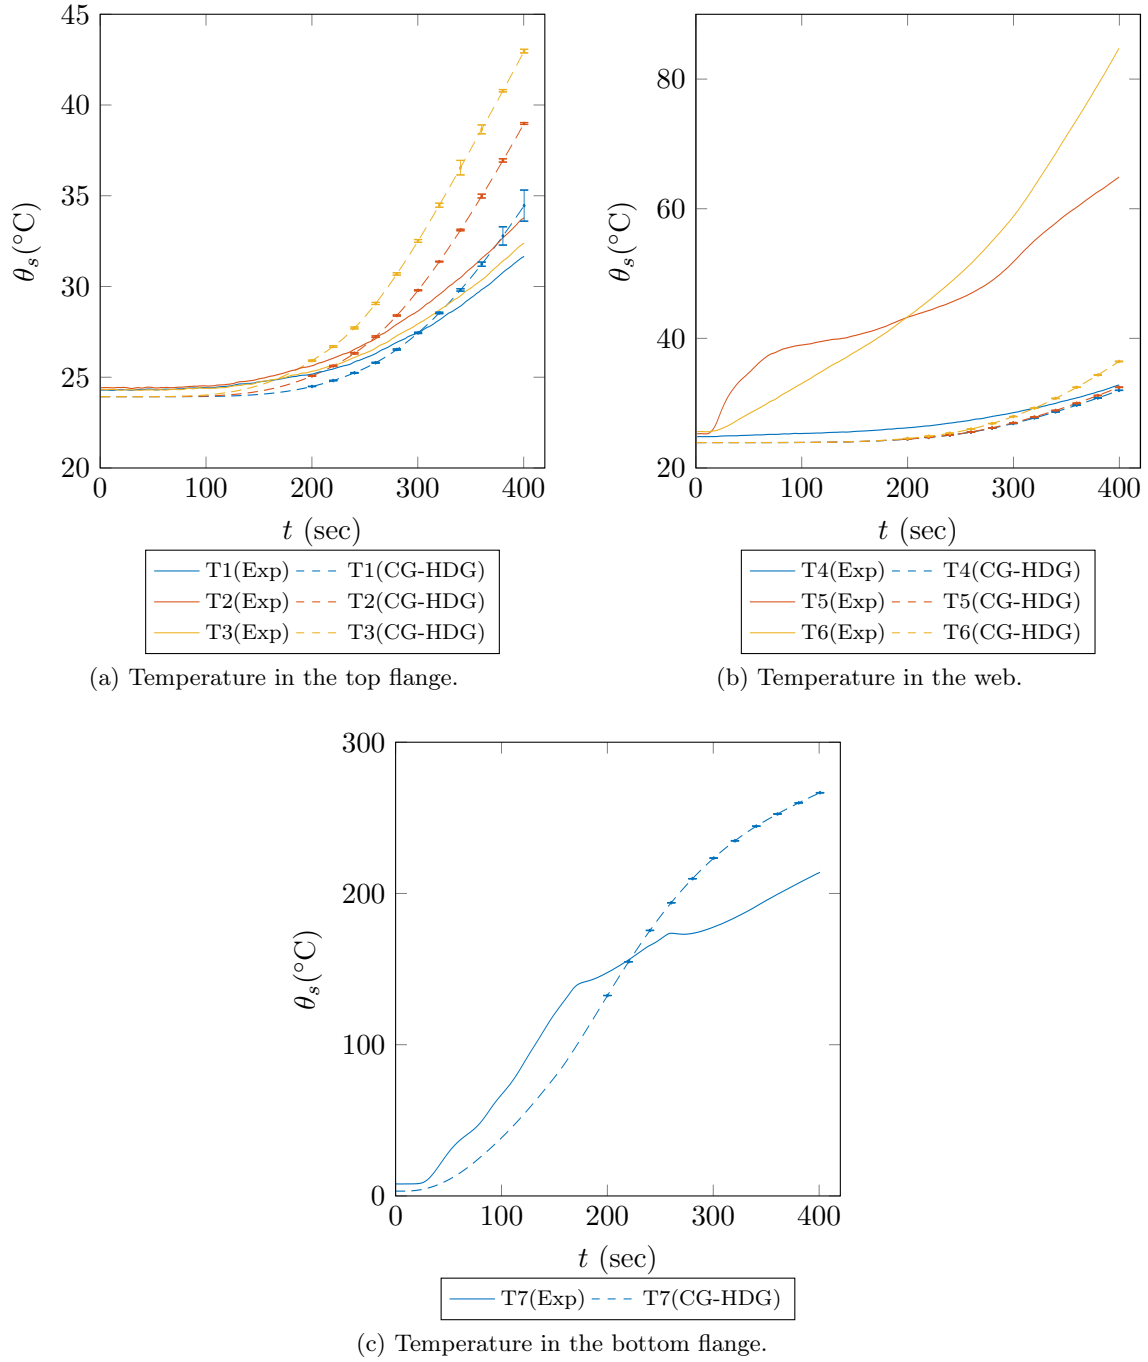 45
40
35
30
25
20
θs(°C)
0 100 200 300 400
t (sec)
T1(Exp) T1(CG-HDG)
T2(Exp) T2(CG-HDG)
T3(Exp) T3(CG-HDG)
(a) Temperature in the top flange.
80
60
40
20
θs(°C)
0 100 200 300 400
t (sec)
T4(Exp) T4(CG-HDG)
T5(Exp) T5(CG-HDG)
T6(Exp) T6(CG-HDG)
(b) Temperature in the web.
300
200
100
0
θs(°C)
0 100 200 300 400
t (sec)
T7(Exp) T7(CG-HDG)
(c) Temperature in the bottom flange.